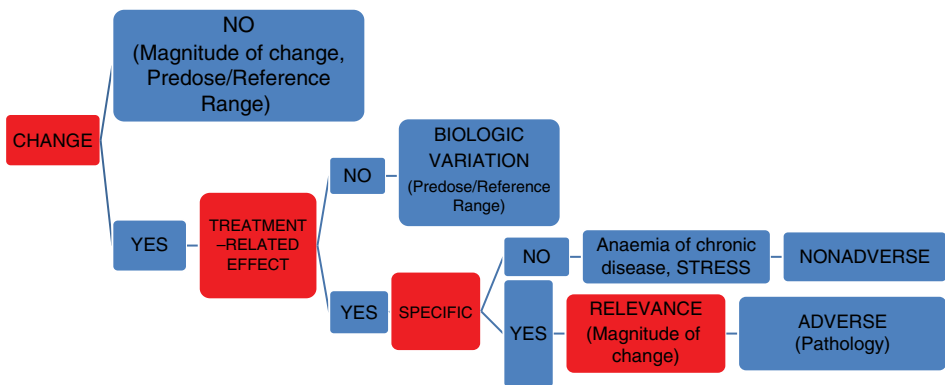 NO
(Magnitude of change,
Predose/Reference
Range)
CHANGE
YES
TREATMENT
–RELATED
EFFECT
NO
BIOLOGIC
VARIATION
(Predose/Reference
Range)
YES
SPECIFIC
NO
Anaemia of chronic
disease, STRESS
NONADVERSE
YES
RELEVANCE
(Magnitude of
change)
ADVERSE
(Pathology)